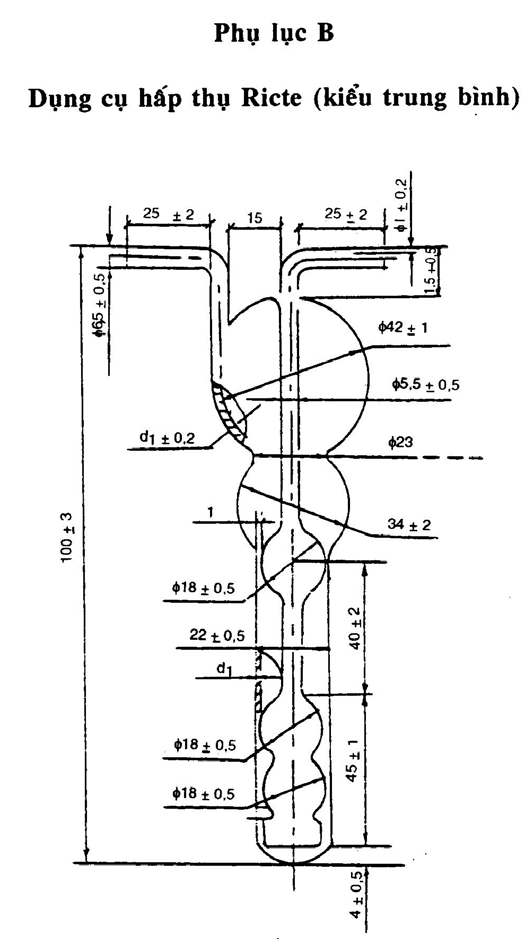 Phụ lục B
Dụng cụ hấp thụ Ricte (kiểu trung bình)
25 ± 2
15
25 ± 2
ϕ1 ± 0,2
1,5 ± 0,5
ϕ65 ± 0,5
ϕ42 ± 1
ϕ5,5 ± 0,5
d1 ± 0,2
ϕ23
34 ± 2
1
100 ± 3
ϕ18 ± 0,5
40 ± 2
22 ± 0,5
d1
ϕ18 ± 0,5
45 ± 1
ϕ18 ± 0,5
4 ± 0,5